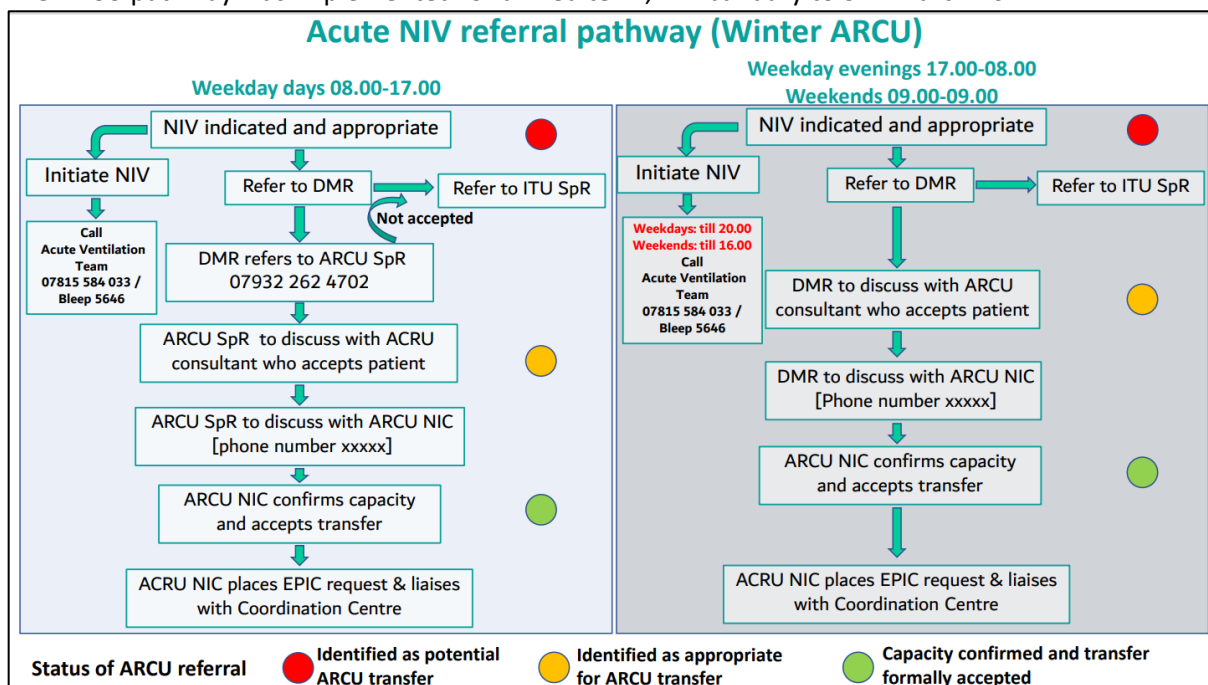 Acute NIV referral pathway (Winter ARCU)
Weekday days 08.00-17.00
NIV indicated and appropriate
Initiate NIV
Call
Acute Ventilation
Team
07815 584 033 /
Bleep 5646
Refer to DMR
Refer to ITU SpR
Not accepted
DMR refers to ARCU SpR
07932 262 4702
ARCU SpR to discuss with ACRU
consultant who accepts patient
ARCU SpR to discuss with ARCU NIC
[phone number xxxxx]
ARCU NIC confirms capacity
and accepts transfer
ACRU NIC places EPIC request & liaises
with Coordination Centre
Weekday evenings 17.00-08.00
Weekends 09.00-09.00
NIV indicated and appropriate
Initiate NIV
Weekdays: till 20.00
Weekends: till 16.00
Call
Acute Ventilation
Team
07815 584 033 /
Bleep 5646
Refer to DMR
Refer to ITU SpR
DMR to discuss with ARCU
consultant who accepts patient
DMR to discuss with ARCU NIC
[Phone number xxxxx]
ARCU NIC confirms capacity
and accepts transfer
ACRU NIC places EPIC request & liaises
with Coordination Centre
Status of ARCU referral
Identified as potential
ARCU transfer
Identified as appropriate
for ARCU transfer
Capacity confirmed and transfer
formally accepted